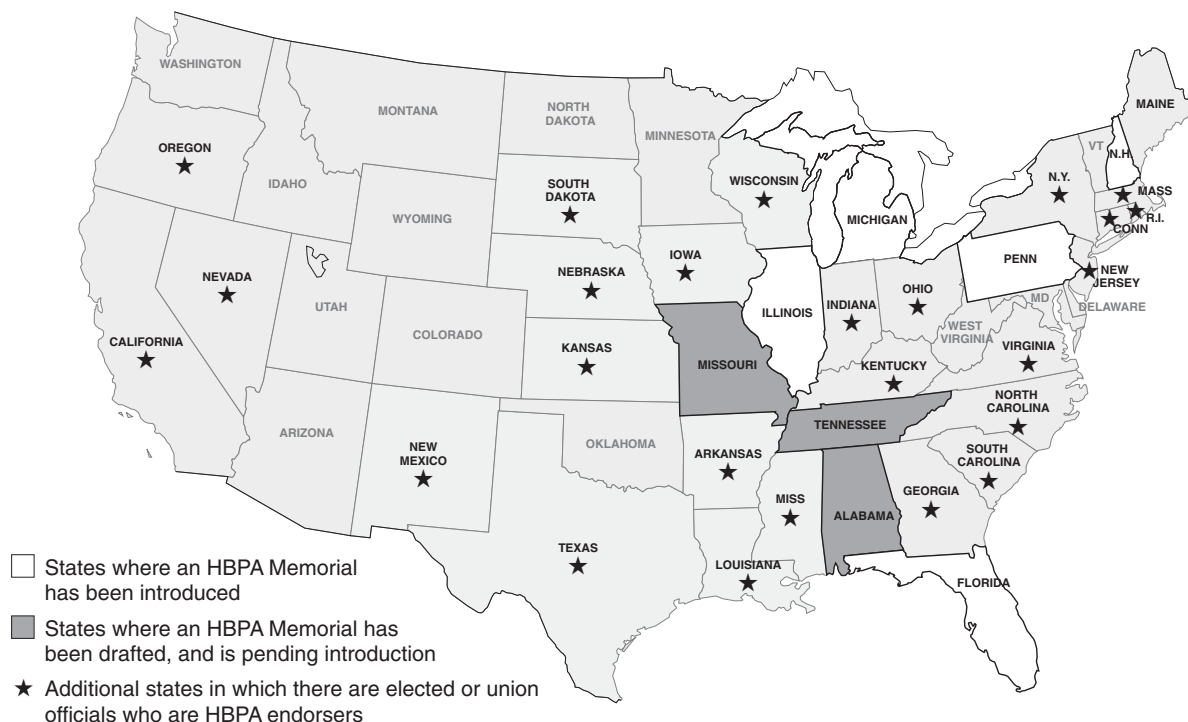 WASHINGTON
MONTANA
NORTH
DAKOTA
MINNESOTA
MAINE
OREGON
IDAHO
SOUTH
DAKOTA
WISCONSIN
MICHIGAN
VT
N.H.
N.Y.
MASS
R.I.
CONN
WYOMING
NEVADA
UTAH
NEBRASKA
IOWA
ILLINOIS
INDIANA
OHIO
PENN
NEW
JERSEY
MD
DELAWARE
WEST
VIRGINIA
VIRGINIA
CALIFORNIA
COLORADO
KANSAS
MISSOURI
KENTUCKY
NORTH
CAROLINA
TENNESSEE
ARIZONA
NEW
MEXICO
OKLAHOMA
ARKANSAS
SOUTH
CAROLINA
MISS
ALABAMA
GEORGIA
TEXAS
LOUISIANA
FLORIDA
States where an HBPA Memorial
has been introduced
States where an HBPA Memorial has
been drafted, and is pending introduction
Additional states in which there are elected or union
officials who are HBPA endorsers